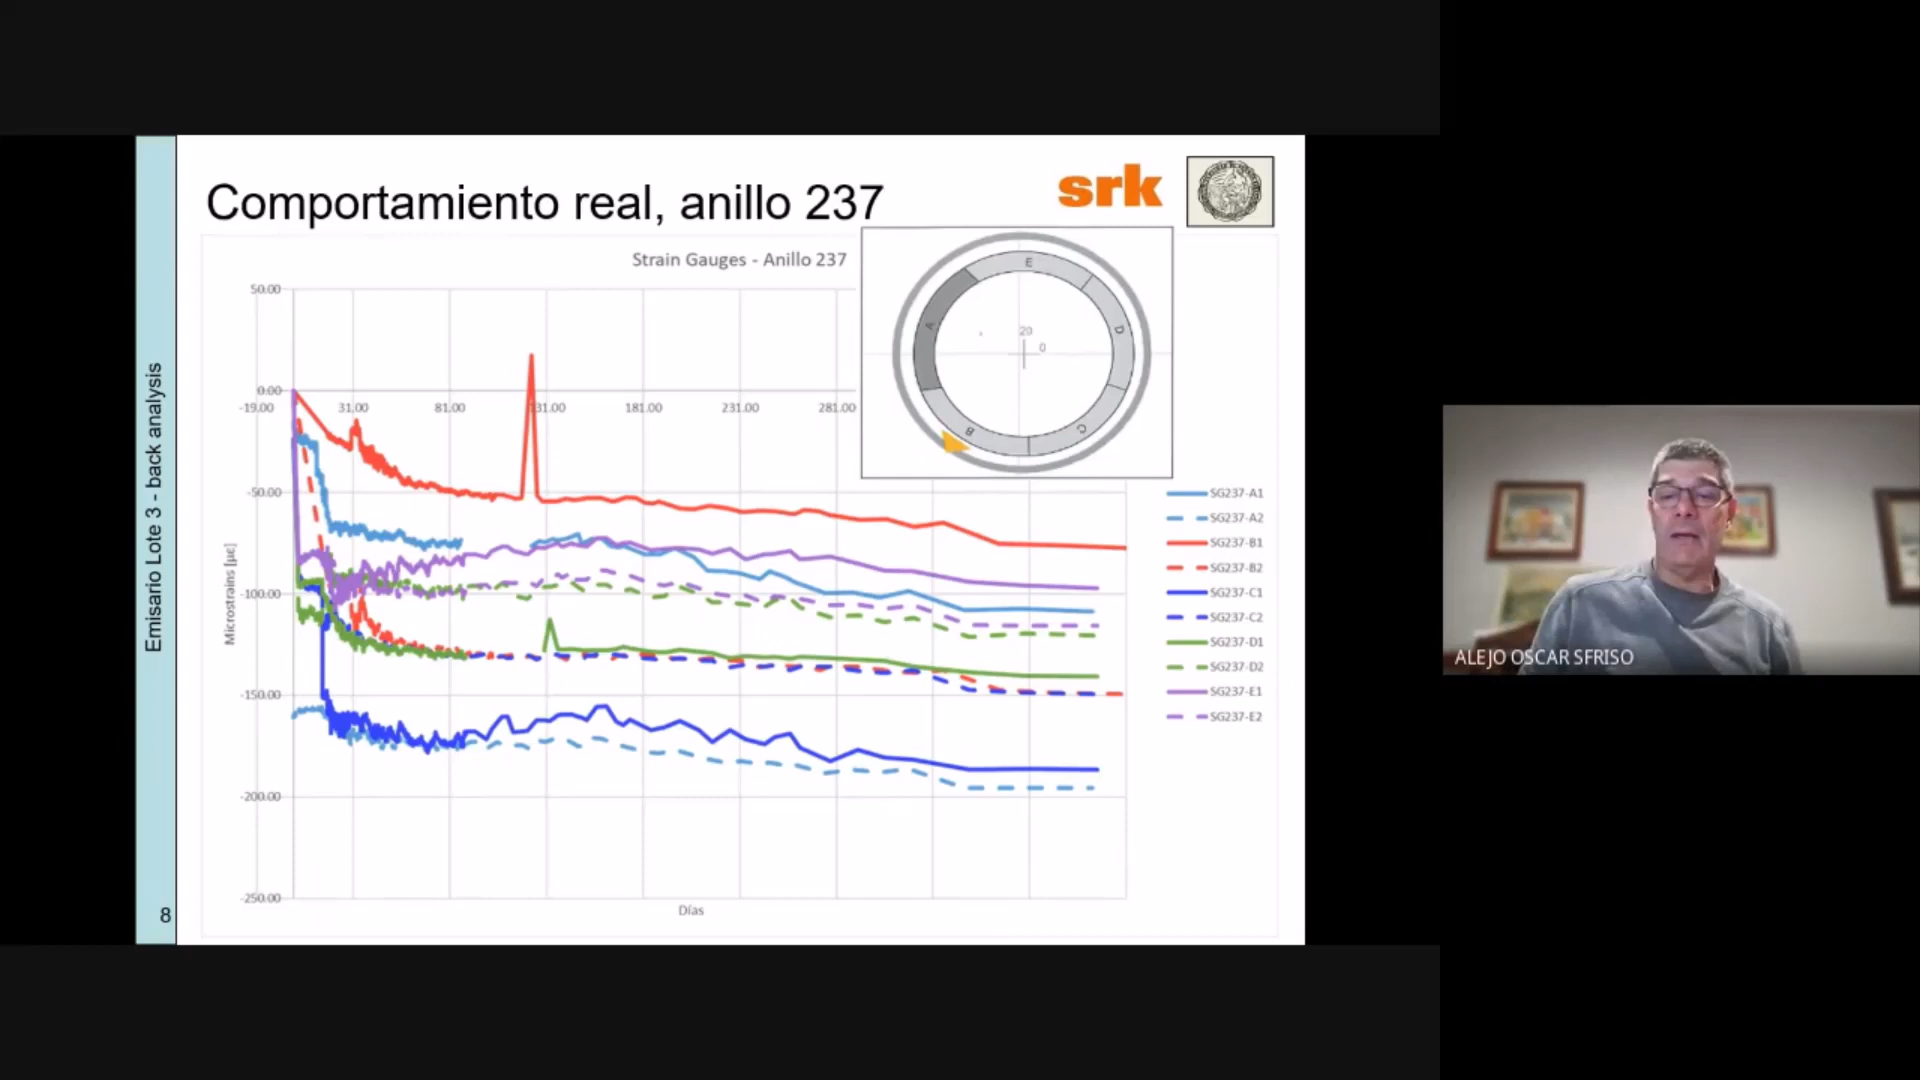 Comportamiento real, anillo 237
srk
Strain Gauges - Anillo 237
50.00
0.00
-50.00
-100.00
-150.00
-200.00
-250.00
-19.00
31.00
81.00
131.00
181.00
231.00
281.00
Microstrains [µε]
Días
E
A
D
B
C
20
0
SG237-A1
SG237-A2
SG237-B1
SG237-B2
SG237-C1
SG237-C2
SG237-D1
SG237-D2
SG237-E1
SG237-E2
Emisario Lote 3 - back analysis
8
ALEJO OSCAR SFRISO